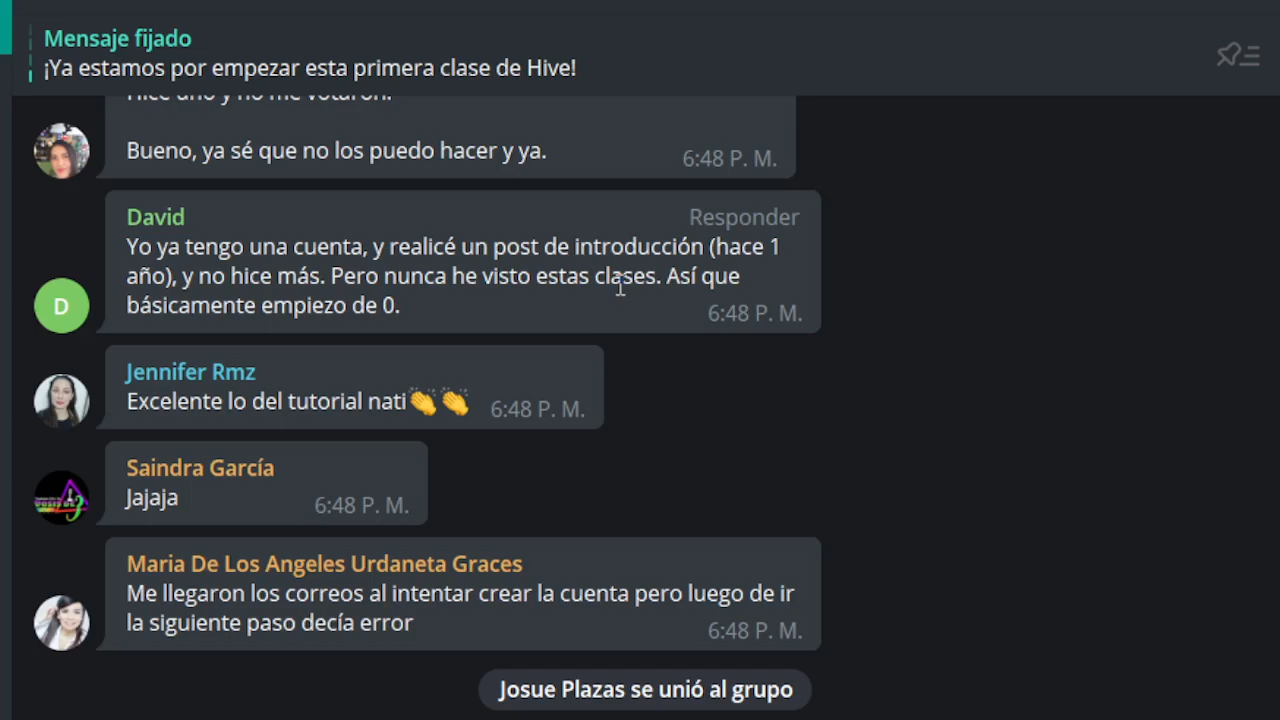 Mensaje fijado
¡Ya estamos por empezar esta primera clase de Hive!
Hice uno y no me votaron.
Bueno, ya sé que no los puedo hacer y ya.
6:48 P. M.
David
Responder
Yo ya tengo una cuenta, y realicé un post de introducción (hace 1
año), y no hice más. Pero nunca he visto estas clases. Así que
básicamente empiezo de 0.
6:48 P. M.
D
Jennifer Rmz
Excelente lo del tutorial nati👏👏
6:48 P. M.
Saindra García
Jajaja
6:48 P. M.
Maria De Los Angeles Urdaneta Graces
Me llegaron los correos al intentar crear la cuenta pero luego de ir
la siguiente paso decía error
6:48 P. M.
Josue Plazas se unió al grupo